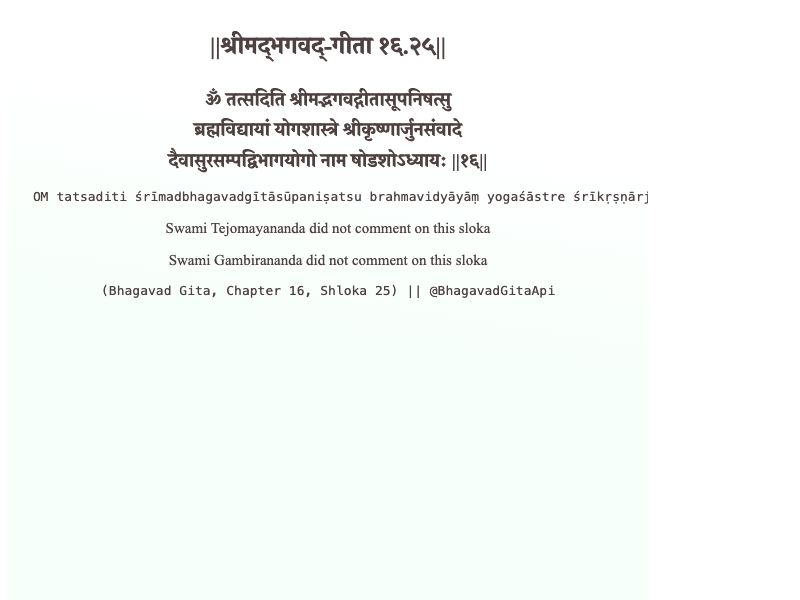 ||श्रीमद्‍भगवद्‍-गीता १६.२५||
ॐ तत्सदिति श्रीमद्भगवद्गीतासूपनिषत्सु
ब्रह्मविद्यायां योगशास्त्रे श्रीकृष्णार्जुनसंवादे
दैवासुरसम्पद्विभागयोगो नाम षोडशोऽध्यायः ||१६||
OM tatsaditi śrīmadbhagavadgītāsūpaniṣatsu brahmavidyāyāṃ yogaśāstre śrīkṛṣṇārj
Swami Tejomayananda did not comment on this sloka
Swami Gambirananda did not comment on this sloka
(Bhagavad Gita, Chapter 16, Shloka 25) || @BhagavadGitaApi